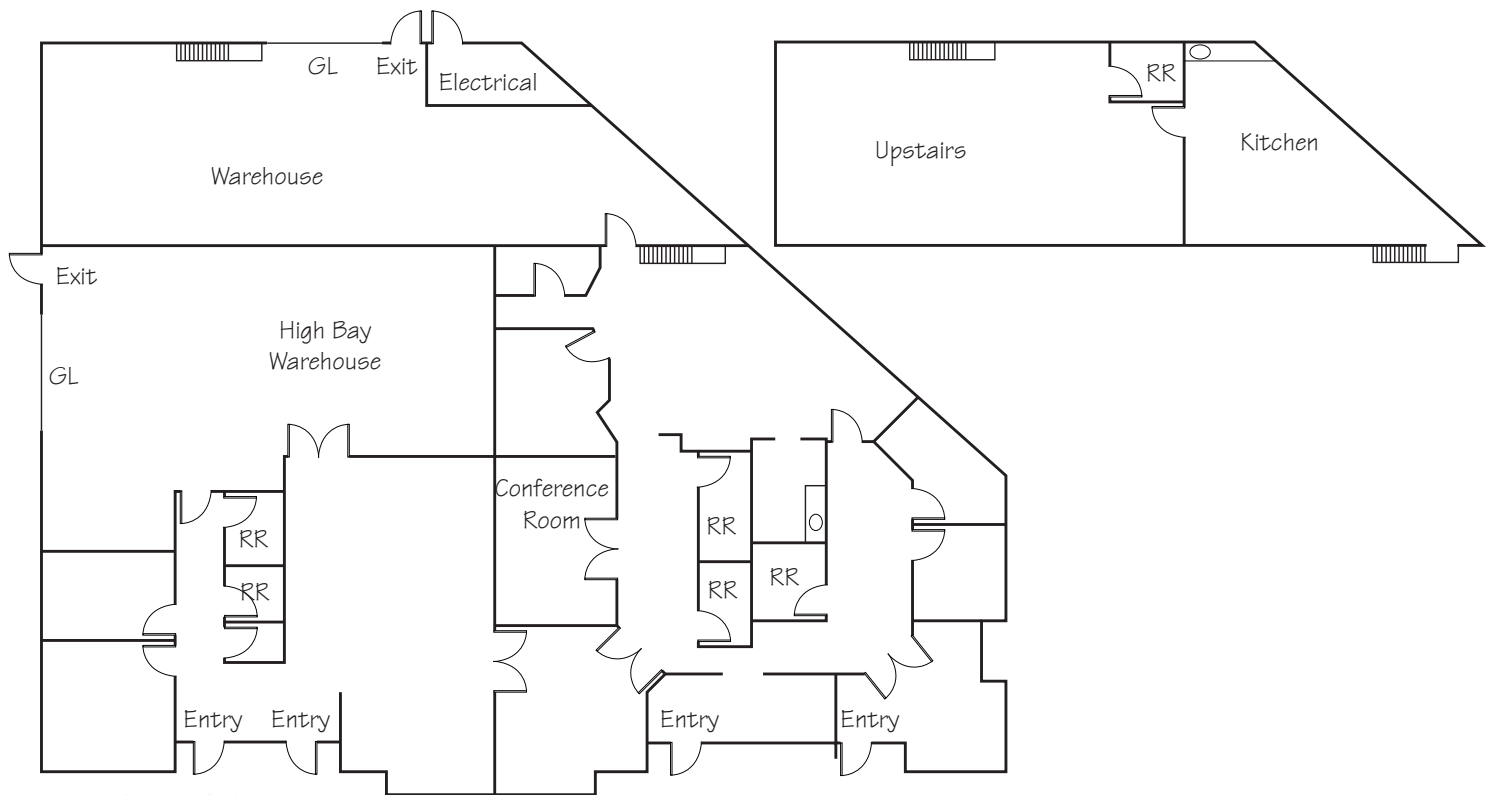 GL
Exit
Electrical
Warehouse
RR
Upstairs
Kitchen
Exit
High Bay
Warehouse
GL
Conference
Room
RR
RR
RR
RR
RR
Entry
Entry
Entry
Entry